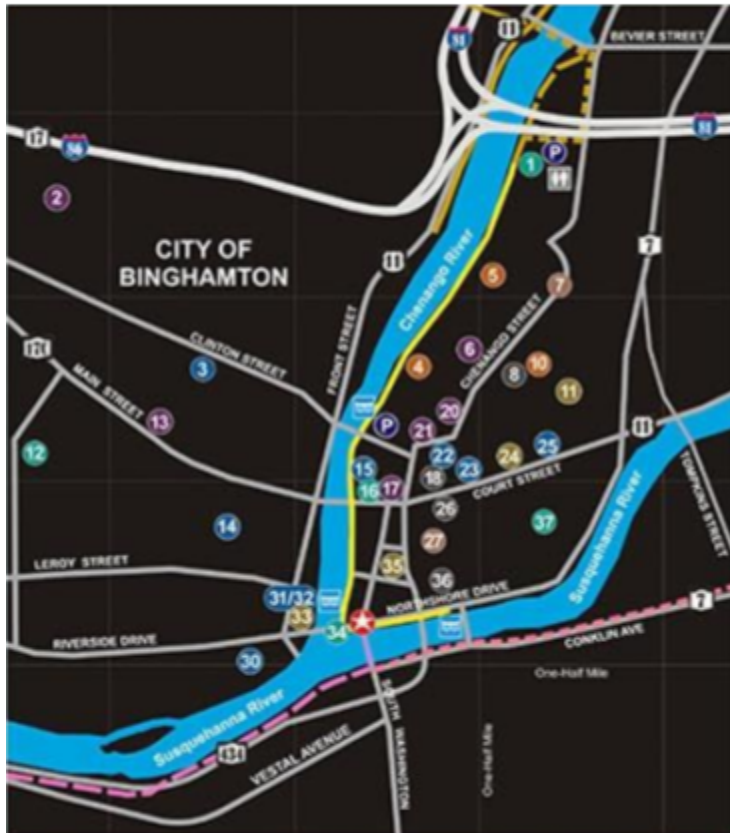 11
BEVIER STREET
81
17
86
81
1
P
2
7
CITY OF
BINGHAMTON
11
Chenango River
5
7
FRONT STREET
CHENANGO STREET
CLINTON STREET
6
3
4
8
10
MAIN STREET
11
13
20
P
21
12
11
22
25
24
15
23
18
16
17
COURT STREET
TOMPKINS STREET
26
14
37
27
Susquehanna River
LEROY STREET
35
36
31/32
NORTHSHORE DRIVE
33
7
34
RIVERSIDE DRIVE
CONKLIN AVE
30
One-Half Mile
SOUTH WASHINGTON
Susquehanna River
434
VESTAL AVENUE
One-Half Mile